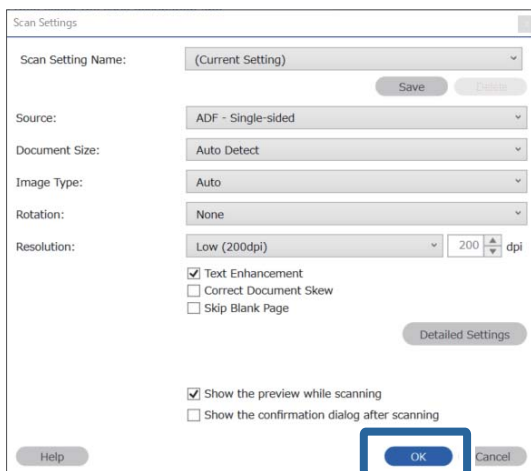 Scan Settings
Scan Setting Name: (Current Setting)
Save Delete
Source: ADF - Single-sided
Document Size: Auto Detect
Image Type: Auto
Rotation: None
Resolution: Low (200dpi) 200 dpi
Text Enhancement
Correct Document Skew
Skip Blank Page
Detailed Settings
Show the preview while scanning
Show the confirmation dialog after scanning
Help OK Cancel